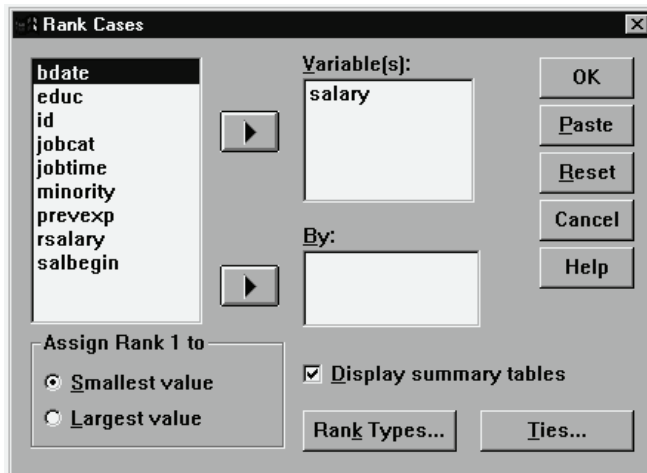 Rank Cases
bdate
educ
id
jobcat
jobtime
minority
prevexp
rsalary
salbegin
Variable(s):
salary
By:
OK
Paste
Reset
Cancel
Help
Assign Rank 1 to
Smallest value
Largest value
Display summary tables
Rank Types...
Ties...